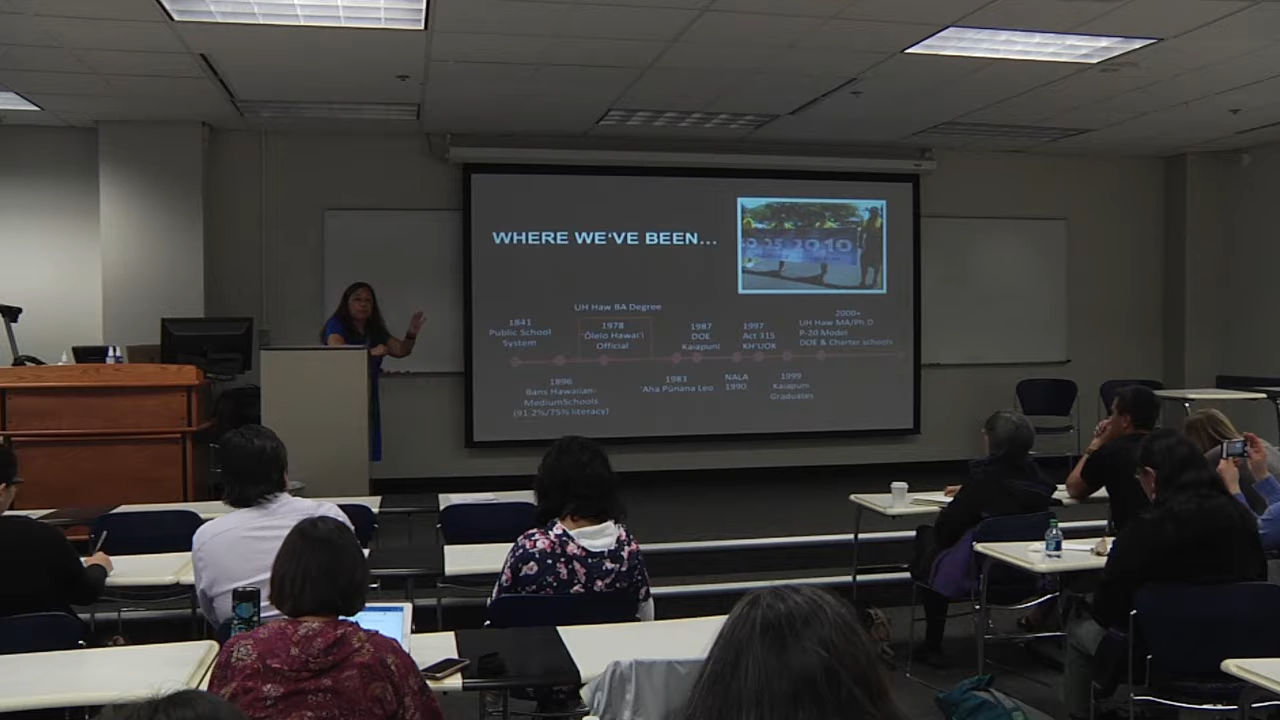 WHERE WE'VE BEEN...
2010
UH Haw BA Degree
1841
Public School
System
1978
'Ōlelo Hawai'i
Official
1987
DOE
Kaiapuni
1997
Act 315
KH'UOK
2000+
UH Haw MA/Ph.D
P-20 Model
DOE & Charter schools
1896
Bans Hawaiian-
MediumSchools
(91.2%/75% literacy)
1983
'Aha Pūnana Leo
NALA
1990
1999
Kaiapuni
Graduates